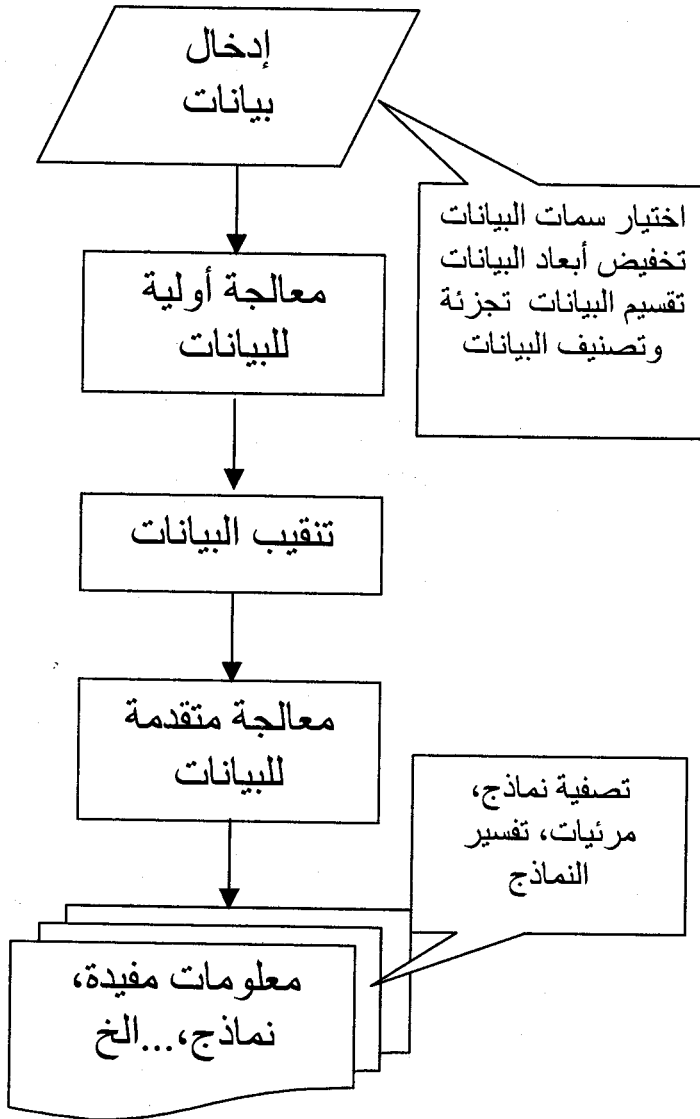 إدخال
بيانات
اختيار سمات البيانات
تخفيض أبعاد البيانات
تقسيم البيانات تجزئة
وتصنيف البيانات
معالجة أولية
للبيانات
تنقيب البيانات
معالجة متقدمة
للبيانات
تصفية نماذج،
مرئيات، تفسير
النماذج
معلومات مفيدة،
نماذج،...الخ